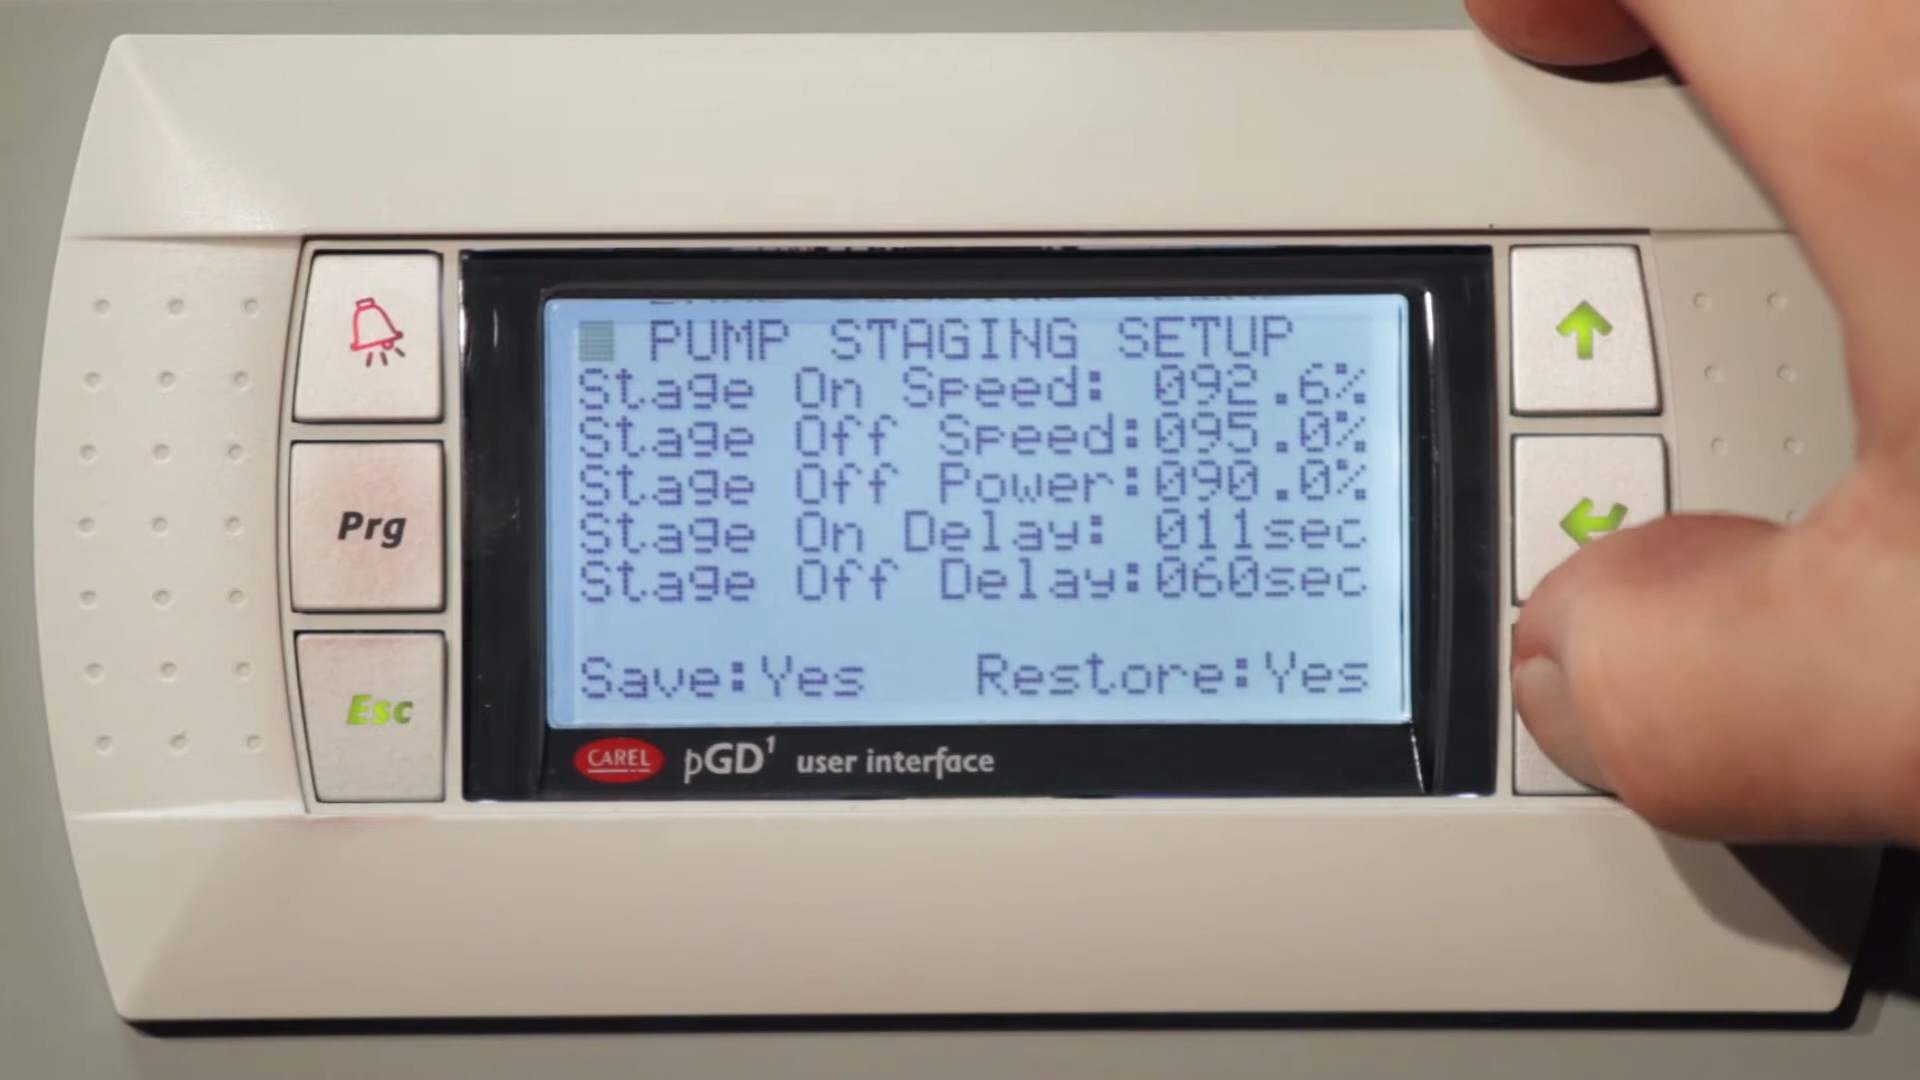 PUMP STAGING SETUP
Stage On Speed: 092.6%
Stage Off Speed:095.0%
Stage Off Power:090.0%
Stage On Delay: 011sec
Stage Off Delay:060sec
Save:Yes Restore:Yes
Prg
Esc
CAREL pGD1 user interface